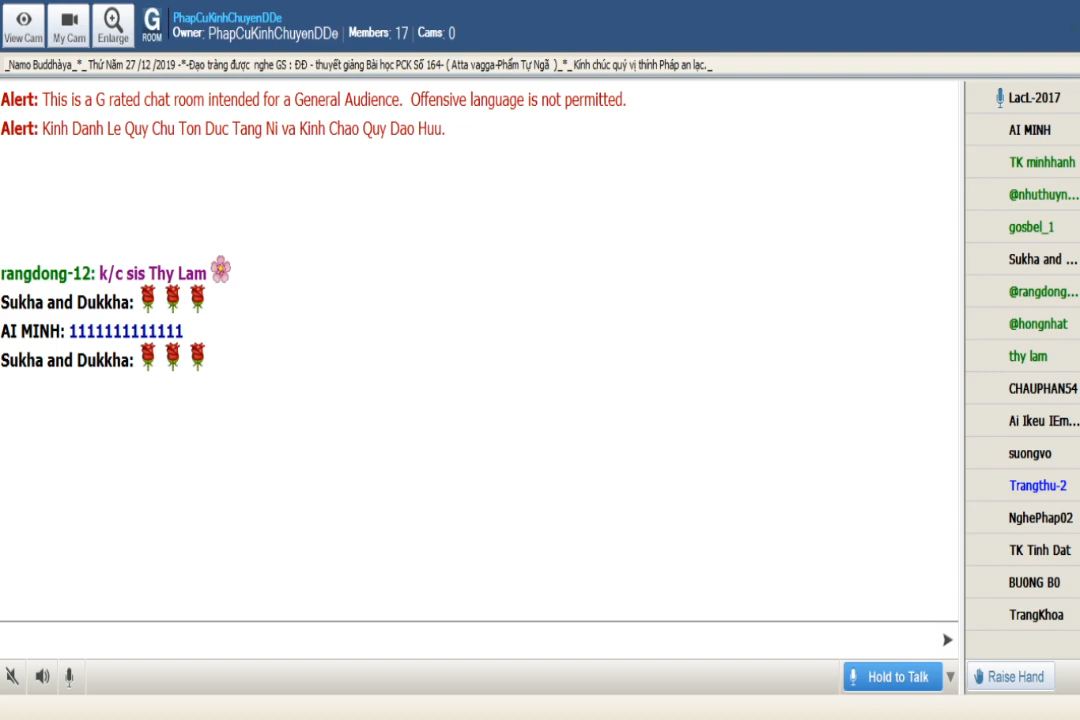 PhapCuKinhChuyenDDe
Owner: PhapCuKinhChuyenDDe | Members: 17 | Cams: 0
View Cam
My Cam
Enlarge
G
ROOM
_Namo Buddhàya_*_ Thứ Năm 27 /12 /2019 -*-Đạo tràng được nghe GS : ĐĐ - thuyết giảng Bài học PCK Số 164- ( Atta vagga-Phẩm Tự Ngã )_*_ Kính chúc quý vị thính Pháp an lạc._
Alert: This is a G rated chat room intended for a General Audience. Offensive language is not permitted.
Alert: Kinh Danh Le Quy Chu Ton Duc Tang Ni va Kinh Chao Quy Dao Huu.
rangdong-12: k/c sis Thy Lam
Sukha and Dukkha:
AI MINH: 1111111111111
Sukha and Dukkha:
LacL-2017
AI MINH
TK minhhanh
@nhuthuyn...
gosbel_1
Sukha and ...
@rangdong...
@hongnhat
thy lam
CHAUPHAN54
Ai Ikeu IEm...
suongvo
Trangthu-2
NghePhap02
TK Tinh Dat
BU0NG B0
TrangKhoa
Hold to Talk
Raise Hand